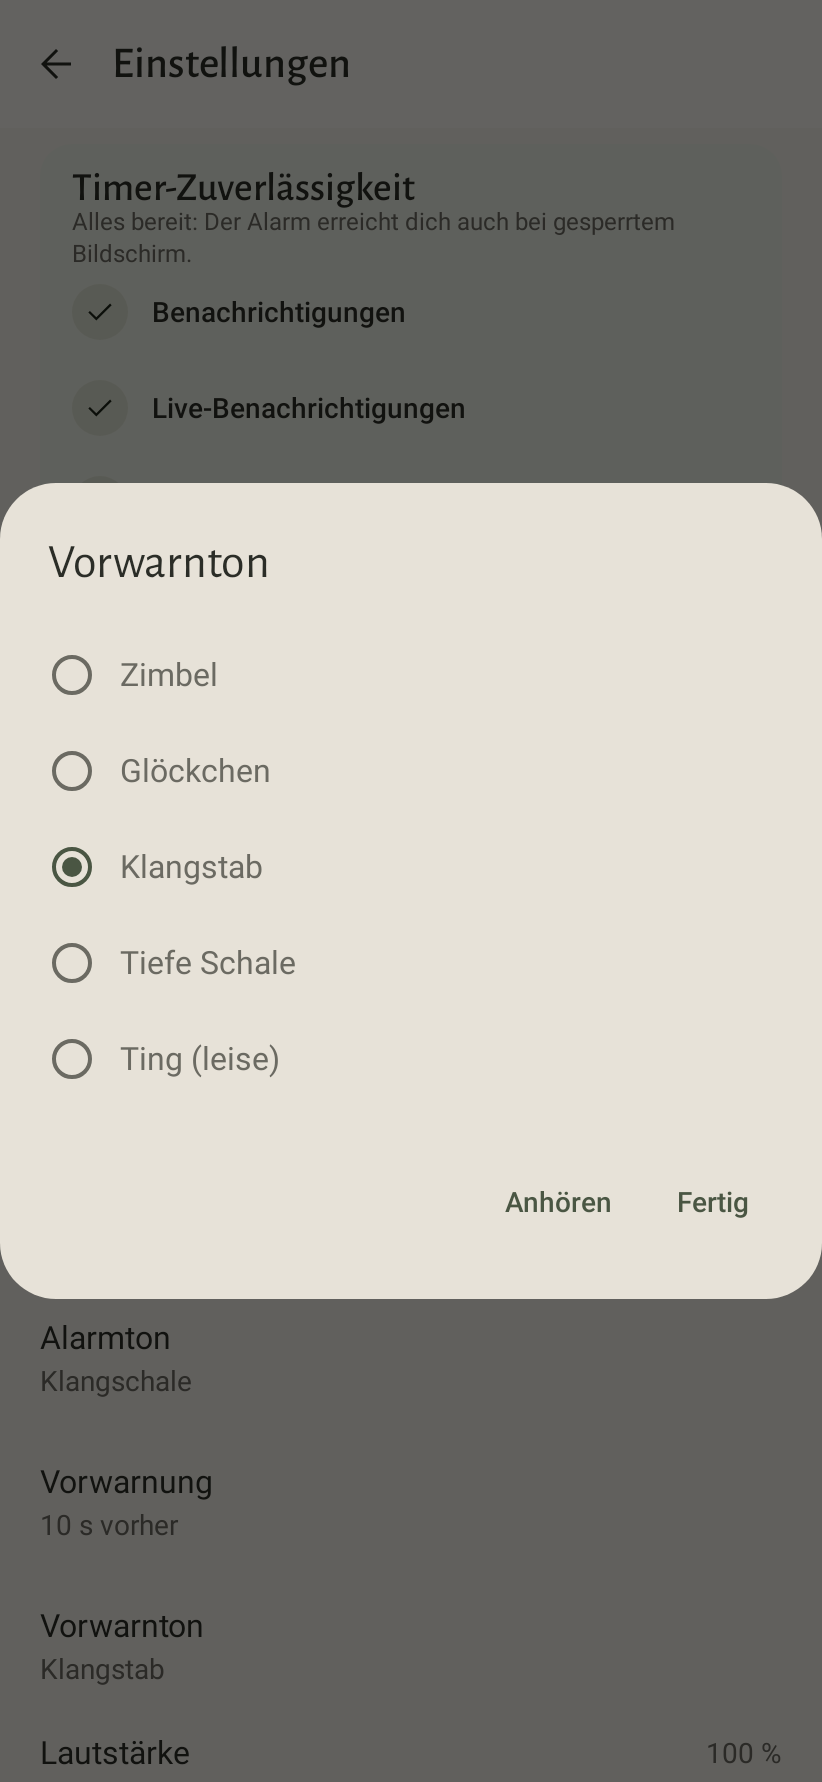 Einstellungen
Timer-Zuverlässigkeit
Alles bereit: Der Alarm erreicht dich auch bei gesperrtem
Bildschirm.
Benachrichtigungen
Live-Benachrichtigungen
Vorwarnton
Zimbel
Glöckchen
Klangstab
Tiefe Schale
Ting (leise)
Anhören Fertig
Alarmton
Klangschale
Vorwarnung
10 s vorher
Vorwarnton
Klangstab
Lautstärke 100 %